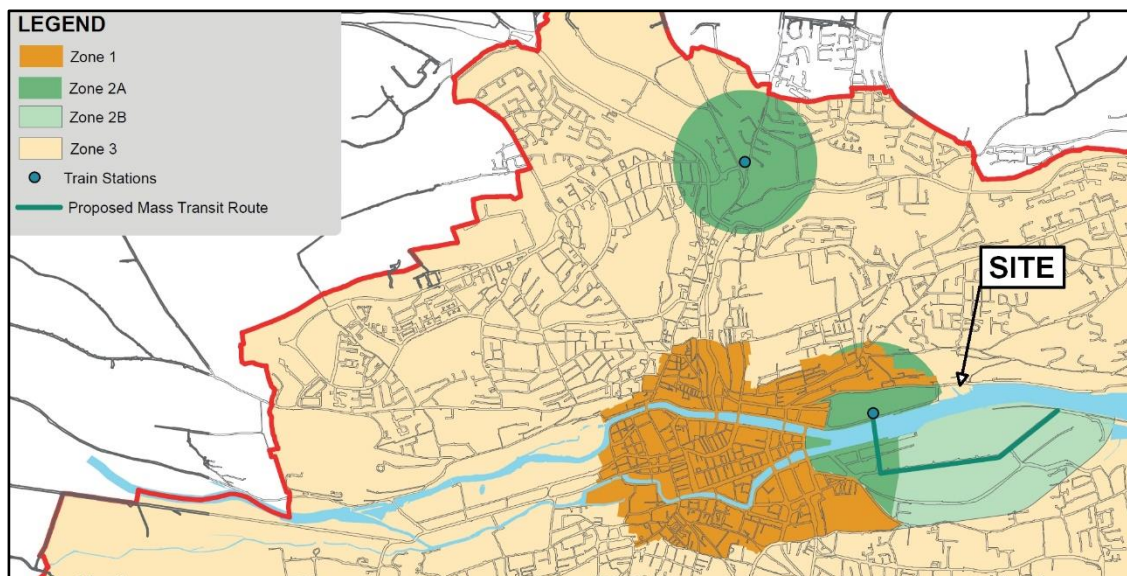 LEGEND
Zone 1
Zone 2A
Zone 2B
Zone 3
Train Stations
Proposed Mass Transit Route
SITE